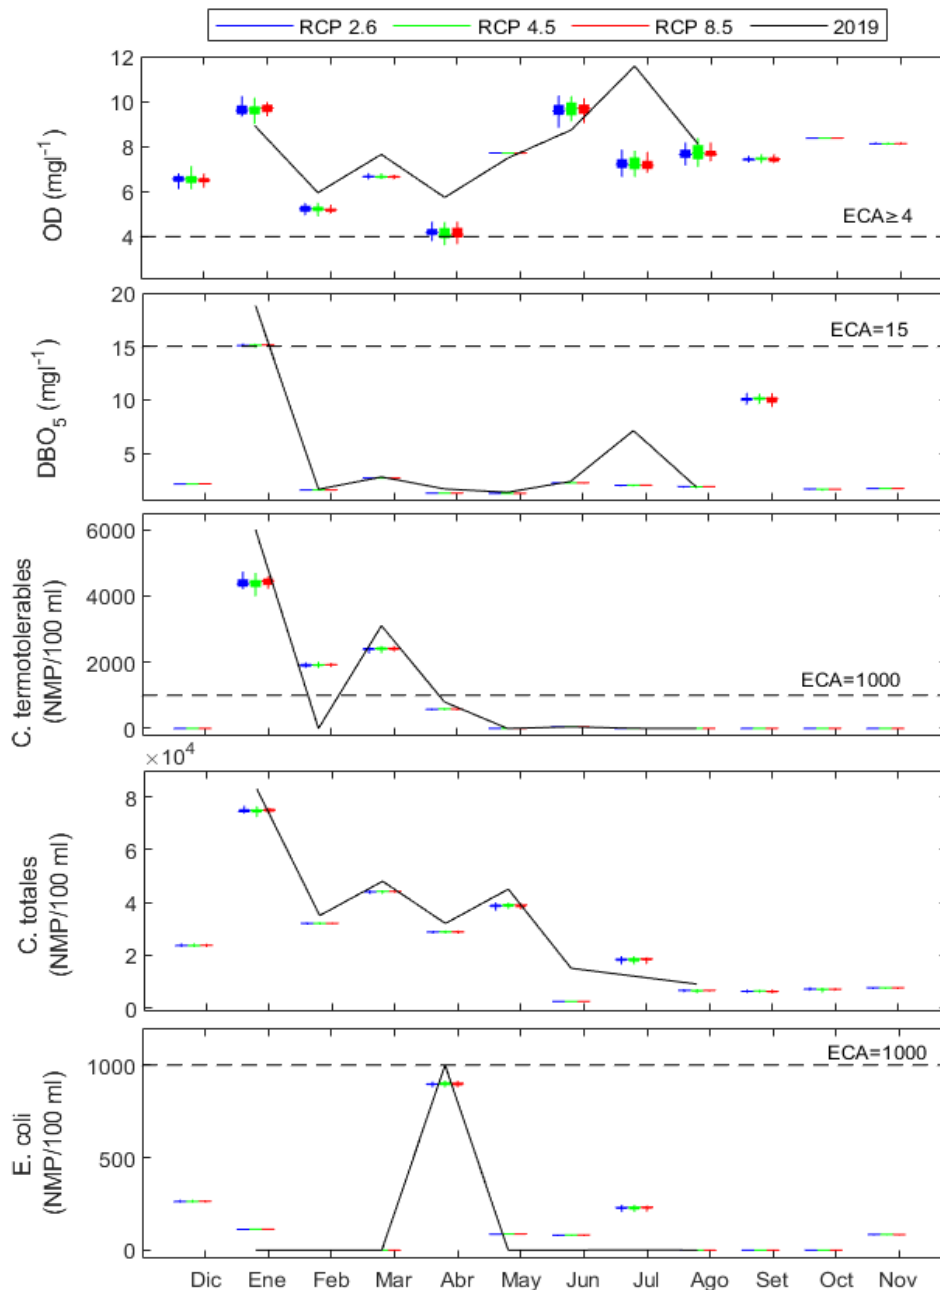 RCP 2.6 RCP 4.5 RCP 8.5 2019
12
10
8
6
4
OD (mgl⁻¹)
ECA≥4
20
15
10
5
DBO₅ (mgl⁻¹)
ECA=15
6000
4000
2000
0
C. termotolerables
(NMP/100 ml)
ECA=1000
×10⁴
8
6
4
2
0
C. totales
(NMP/100 ml)
1000
500
0
E. coli
(NMP/100 ml)
ECA=1000
Dic Ene Feb Mar Abr May Jun Jul Ago Set Oct Nov